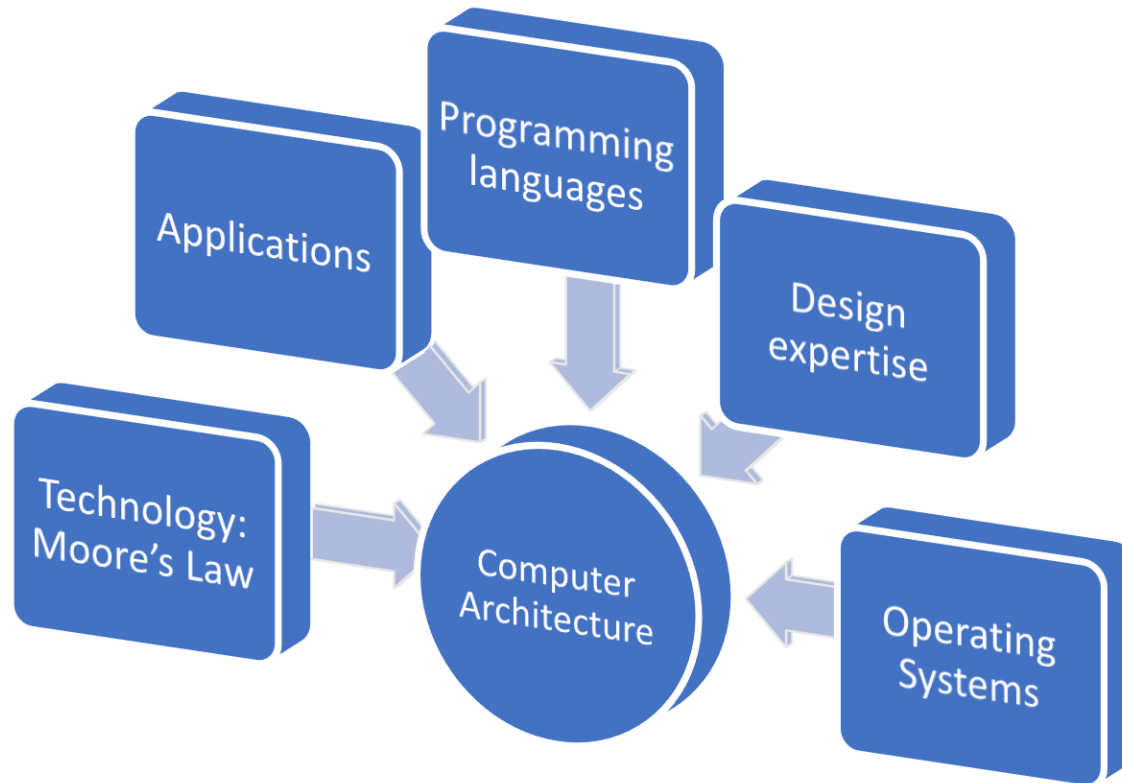 Programming
languages
Applications
Design
expertise
Technology:
Moore’s Law
Computer
Architecture
Operating
Systems